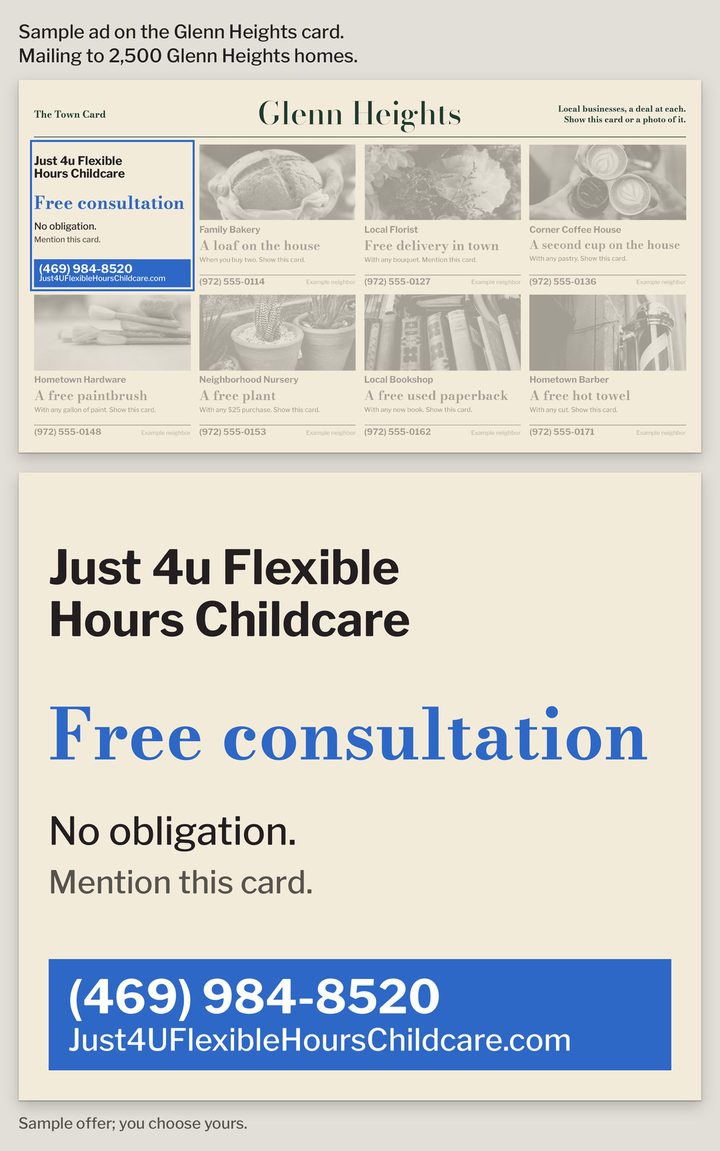 Sample ad on the Glenn Heights card.
Mailing to 2,500 Glenn Heights homes.
The Town Card
Glenn Heights
Local businesses, a deal at each.
Show this card or a photo of it.
Just 4u Flexible
Hours Childcare
Free consultation
No obligation.
Mention this card.
(469) 984-8520
Just4UFlexibleHoursChildcare.com
Family Bakery
A loaf on the house
When you buy two. Show this card.
(972) 555-0114
Example neighbor
Local Florist
Free delivery in town
With any bouquet. Mention this card.
(972) 555-0127
Example neighbor
Corner Coffee House
A second cup on the house
With any pastry. Show this card.
(972) 555-0136
Example neighbor
Hometown Hardware
A free paintbrush
With any gallon of paint. Show this card.
(972) 555-0148
Example neighbor
Neighborhood Nursery
A free plant
With any $25 purchase. Show this card.
(972) 555-0153
Example neighbor
Local Bookshop
A free used paperback
With any new book. Show this card.
(972) 555-0162
Example neighbor
Hometown Barber
A free hot towel
With any cut. Show this card.
(972) 555-0171
Example neighbor
Just 4u Flexible
Hours Childcare
Free consultation
No obligation.
Mention this card.
(469) 984-8520
Just4UFlexibleHoursChildcare.com
Sample offer; you choose yours.